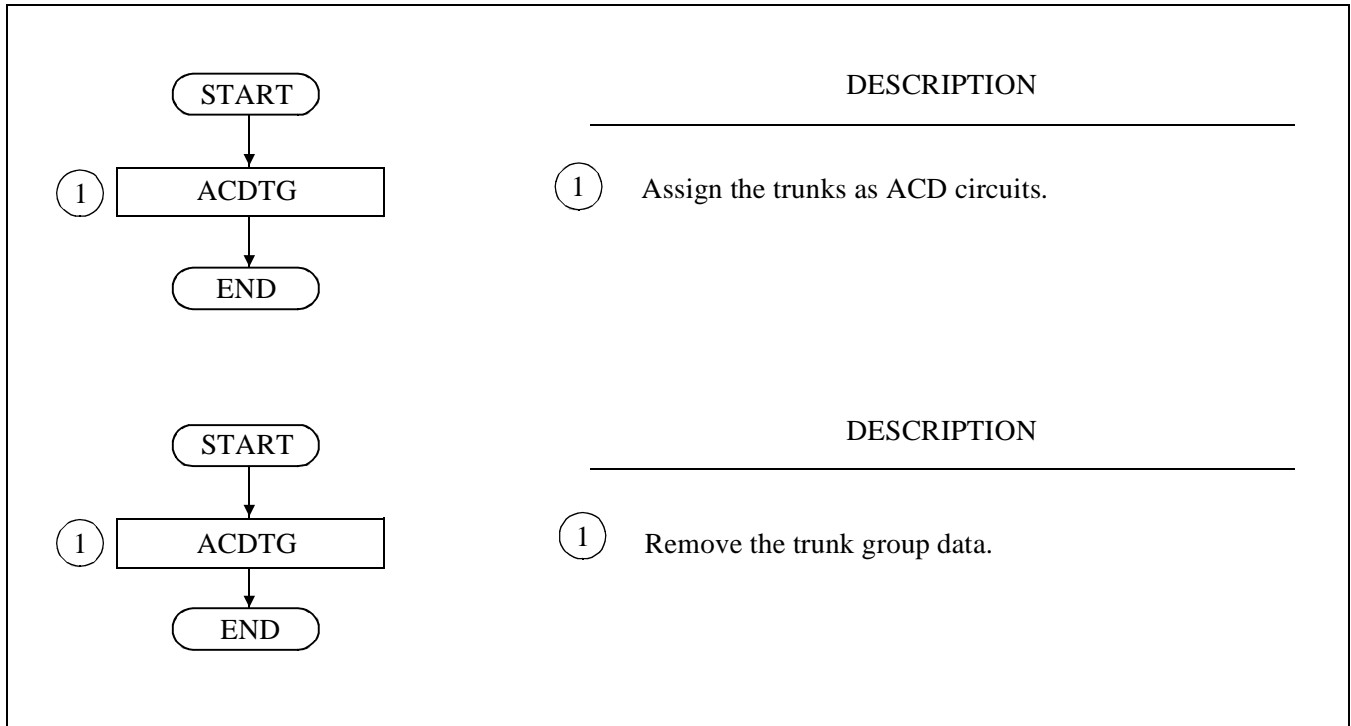 START
DESCRIPTION
1 ACDTG
1 Assign the trunks as ACD circuits.
END
START
DESCRIPTION
1 ACDTG
1 Remove the trunk group data.
END